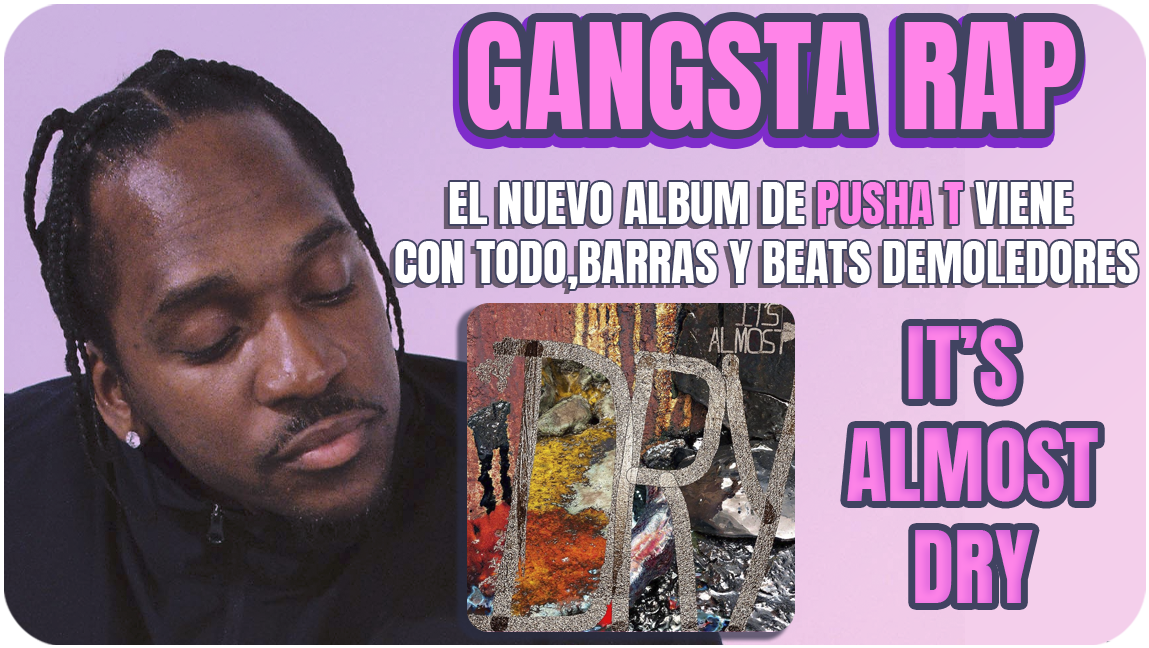 GANGSTA RAP
EL NUEVO ALBUM DE PUSHA T VIENE
CON TODO,BARRAS Y BEATS DEMOLEDORES
IT'S
ALMOST
DRY
IT’S
ALMOST
DRY